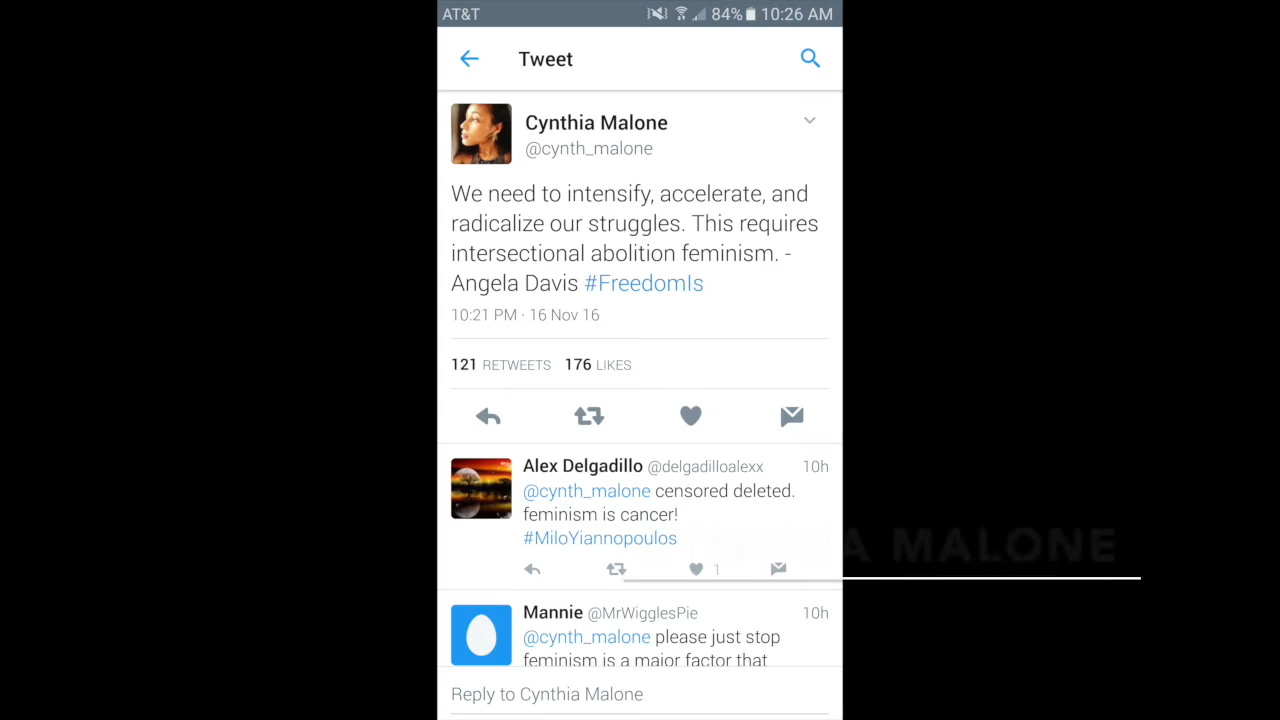 AT&T 84% 10:26 AM
Tweet
Cynthia Malone
@cynth_malone
We need to intensify, accelerate, and
radicalize our struggles. This requires
intersectional abolition feminism. -
Angela Davis #FreedomIs
10:21 PM · 16 Nov 16
121 RETWEETS 176 LIKES
Alex Delgadillo @delgadilloalexx 10h
@cynth_malone censored deleted.
feminism is cancer!
#MiloYiannopoulos
1
MALONE
Mannie @MrWigglesPie 10h
@cynth_malone please just stop
feminism is a major factor that
Reply to Cynthia Malone